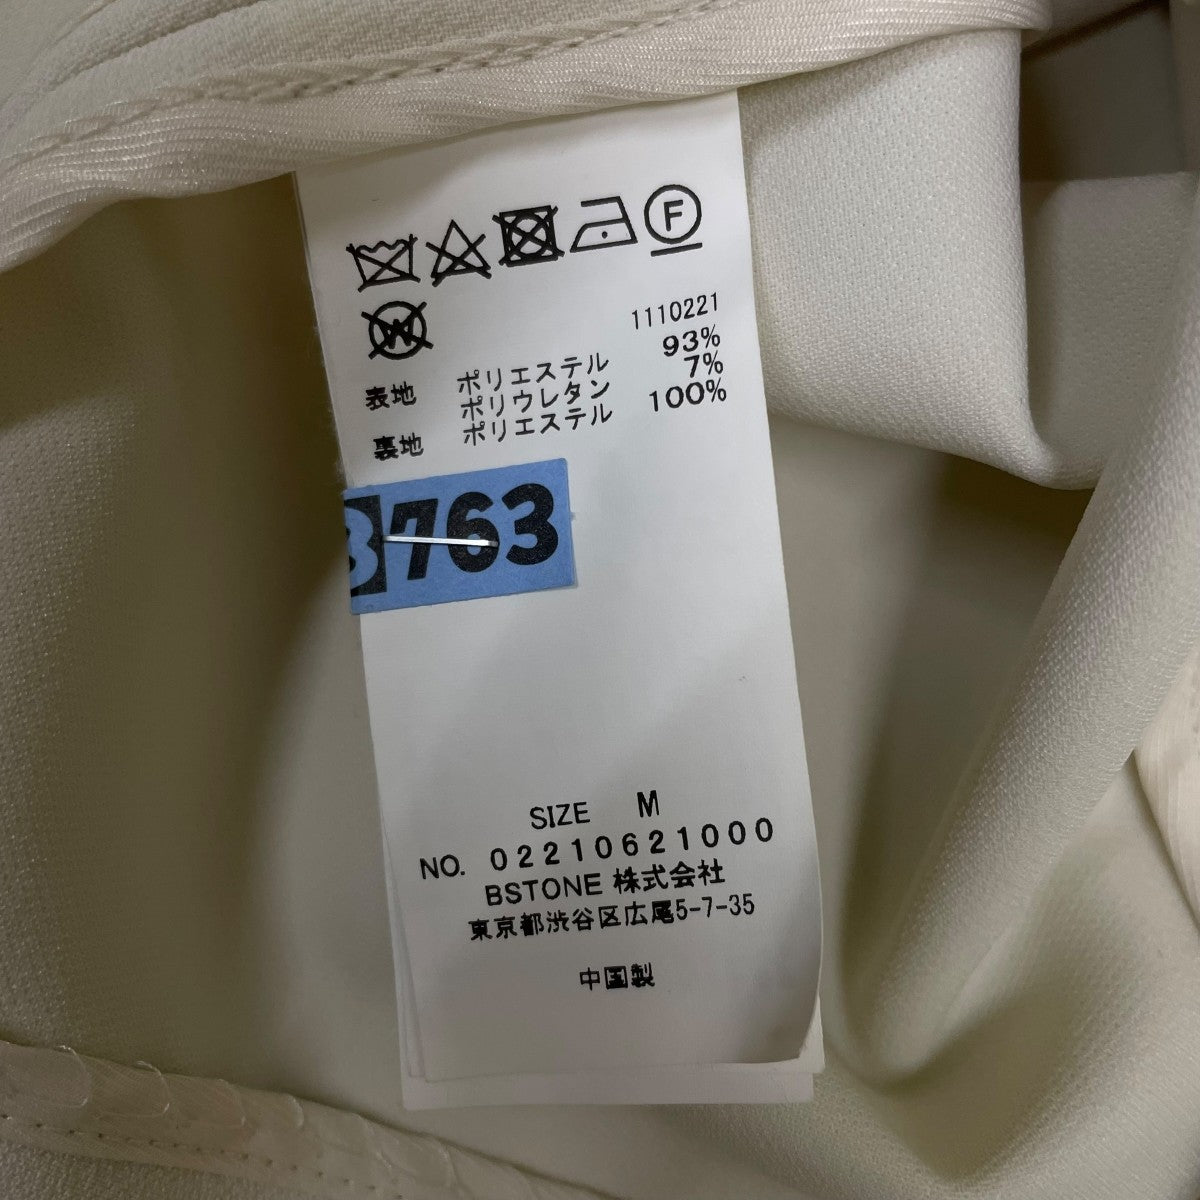 F
W
1110221
表地 ポリエステル 93%
ポリウレタン 7%
裏地 ポリエステル 100%
3763
SIZE M
NO. 02210621000
BSTONE 株式会社
東京都渋谷区広尾5-7-35
中国製